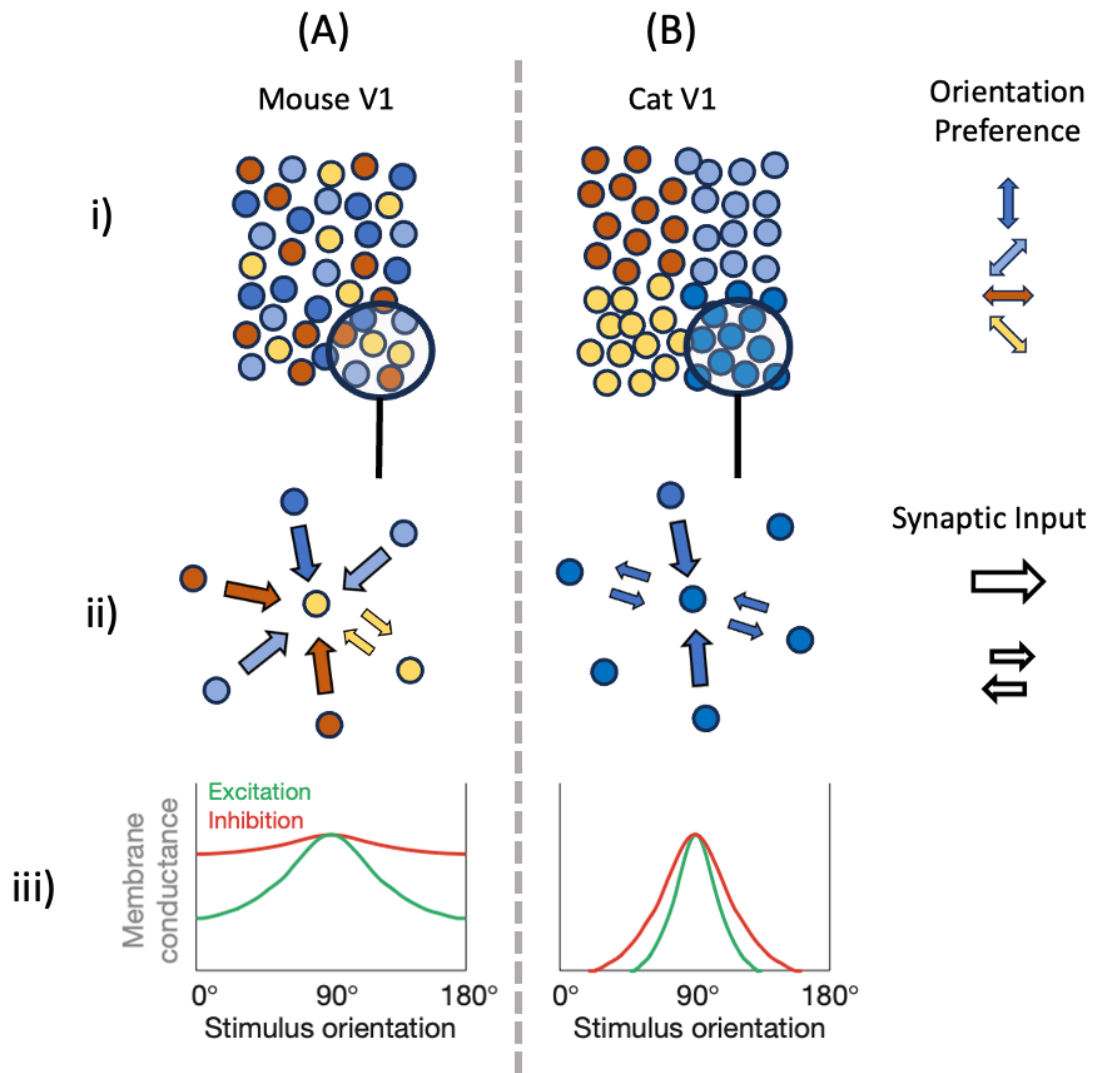 (A)
(B)
Mouse V1
Cat V1
Orientation
Preference
i)
ii)
Synaptic Input
iii)
Membrane
conductance
Excitation
Inhibition
0°
90°
180°
Stimulus orientation
0°
90°
180°
Stimulus orientation